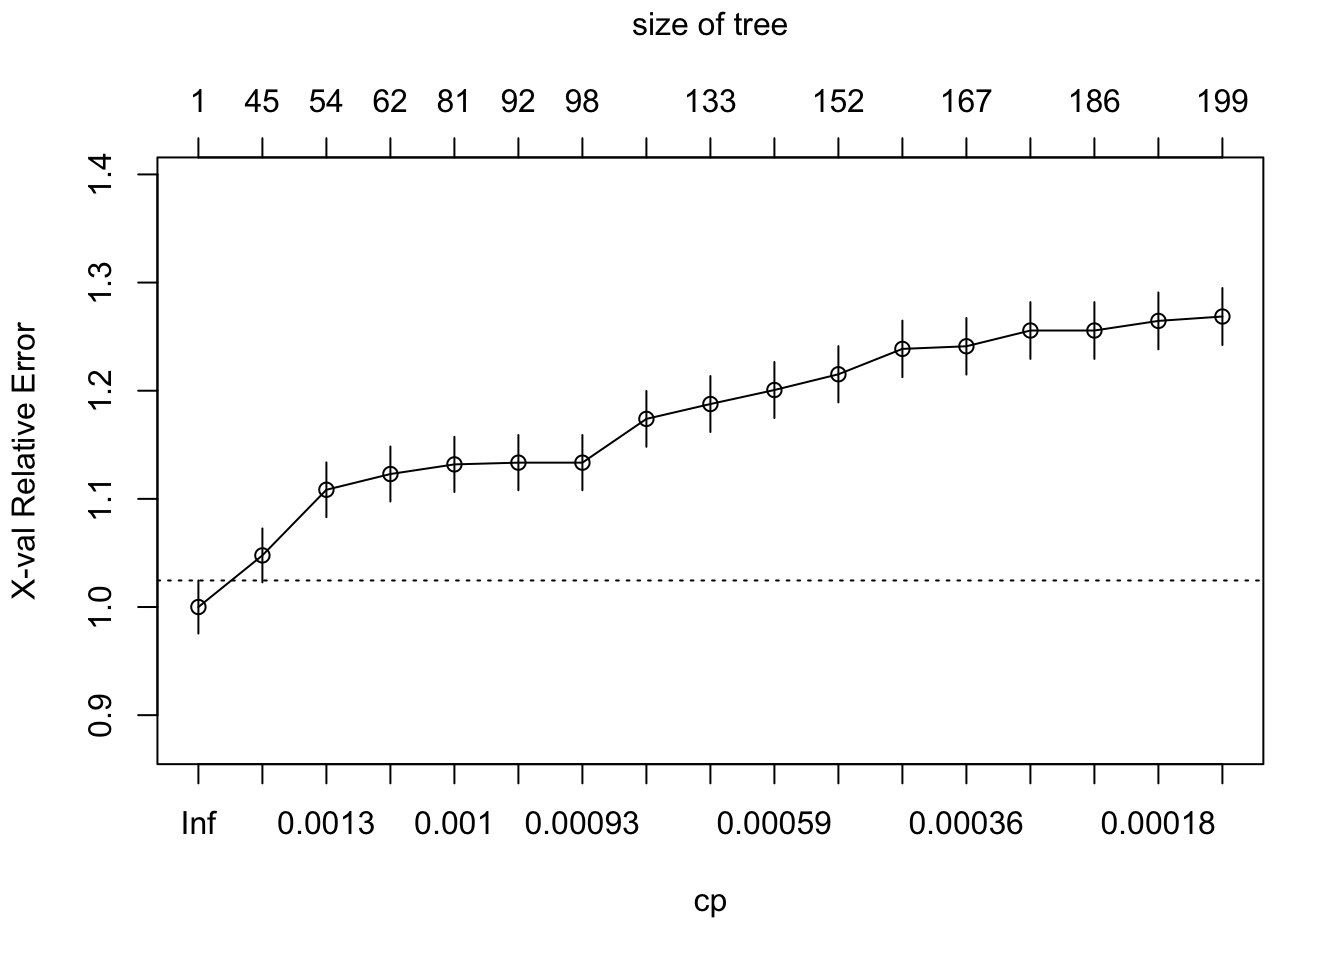 size of tree
1 45 54 62 81 92 98 133 152 167 186 199
X-val Relative Error
1.4
1.3
1.2
1.1
1.0
0.9
Inf 0.0013 0.001 0.00093 0.00059 0.00036 0.00018
cp